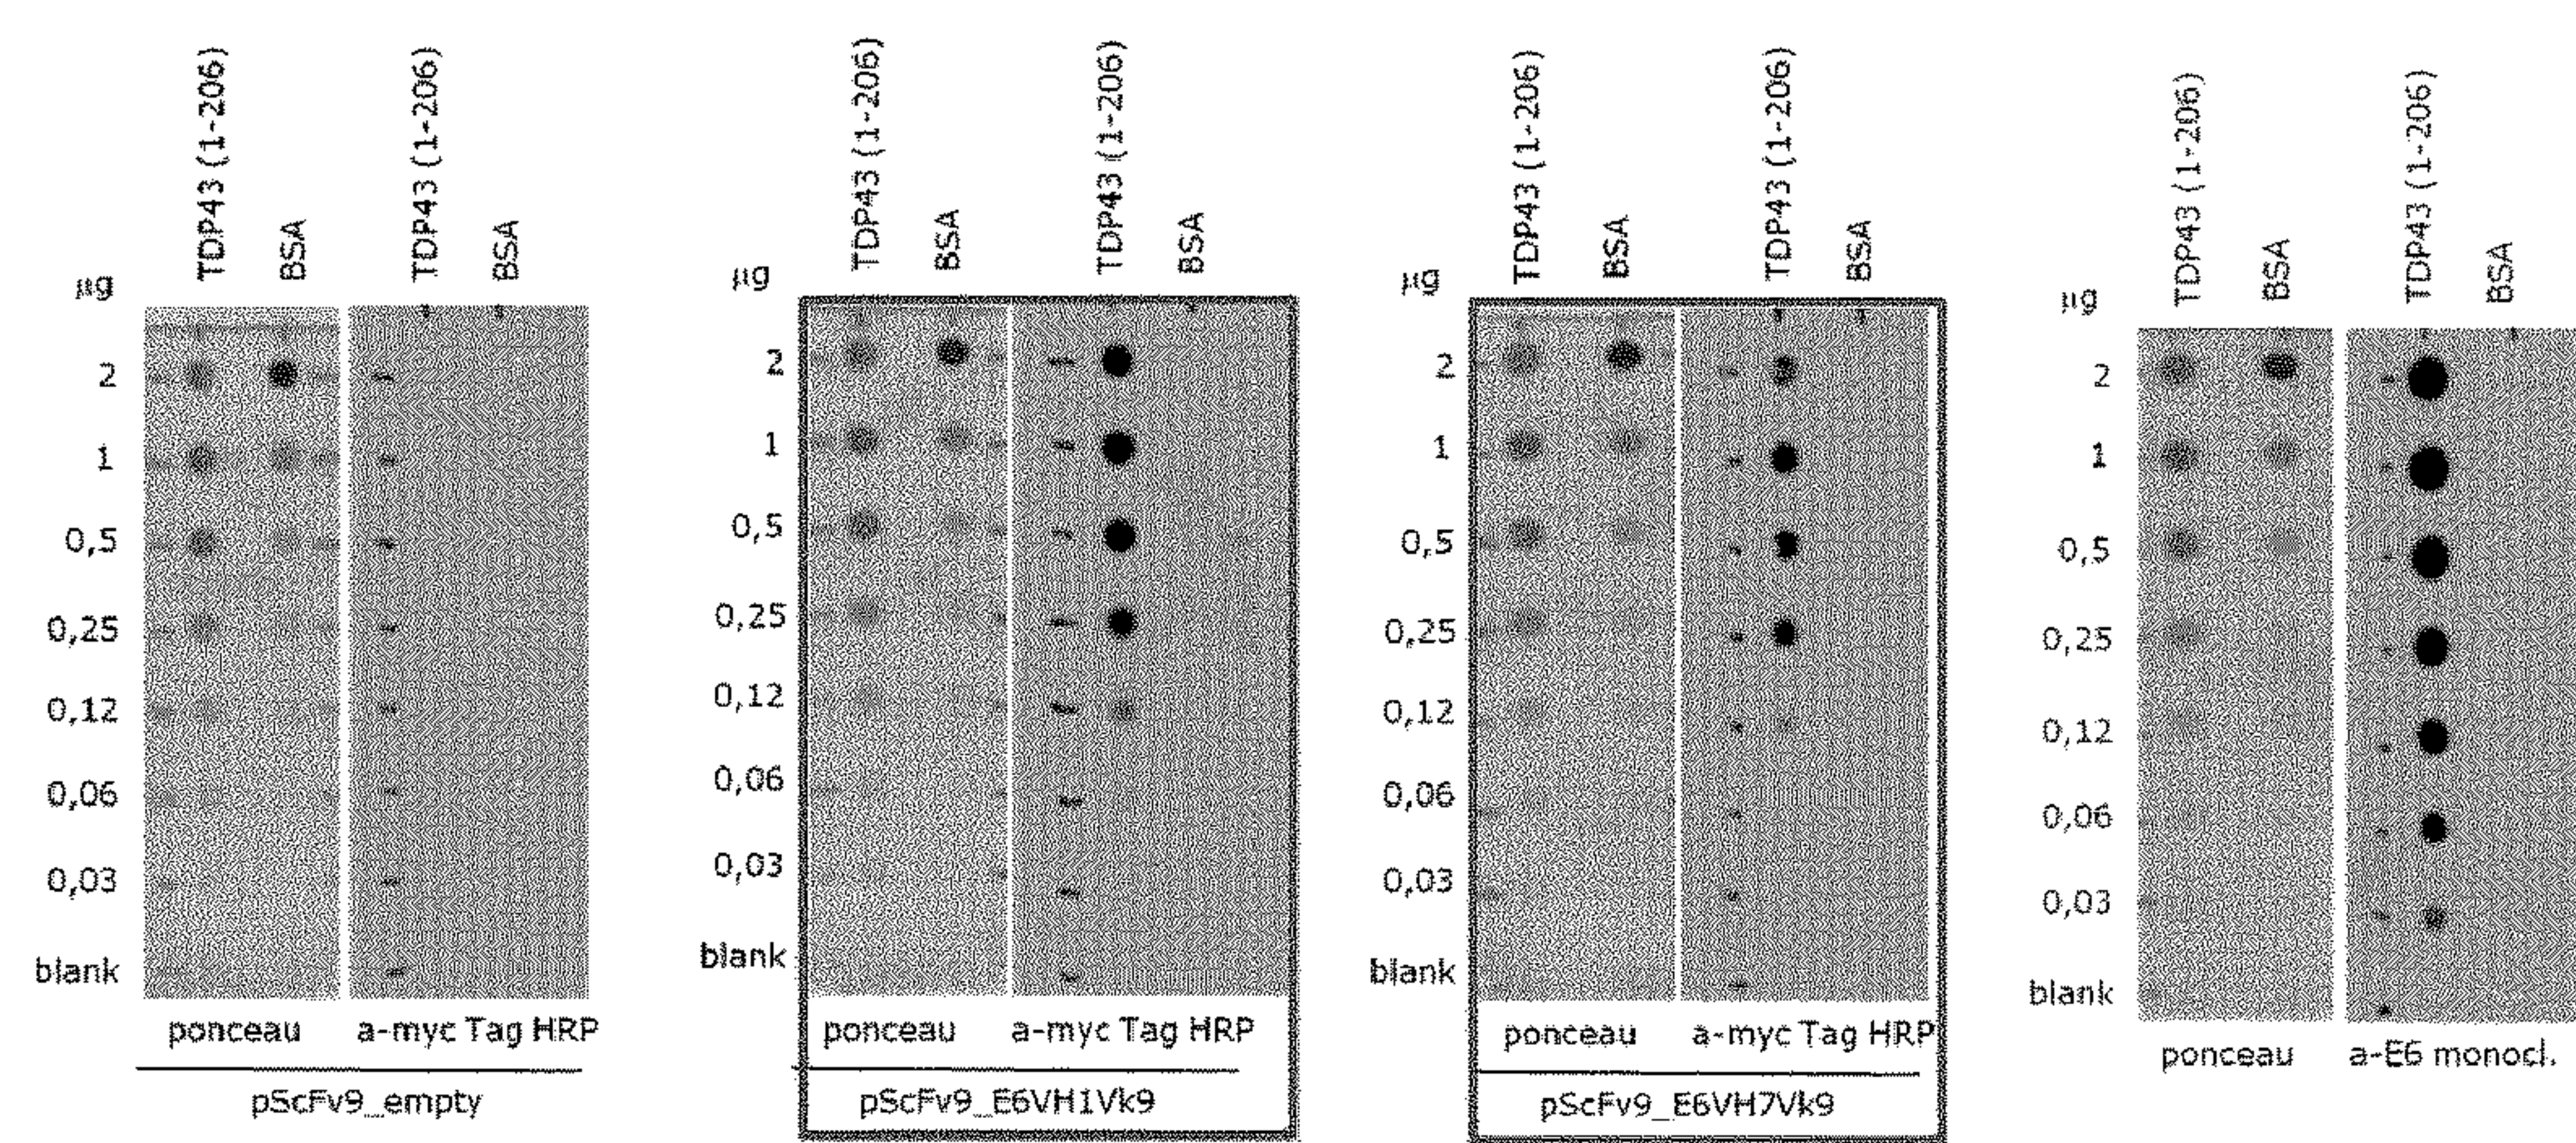 TDP43 (1-206)
BSA
TDP43 (1-206)
BSA
µg
2
1
0,5
0,25
0,12
0,06
0,03
blank
ponceau
a-myc Tag HRP
pScFv9_empty
TDP43 (1-206)
BSA
TDP43 (1-206)
BSA
µg
2
1
0,5
0,25
0,12
0,06
0,03
blank
ponceau
a-myc Tag HRP
pScFv9_E6VH1Vk9
TDP43 (1-206)
BSA
TDP43 (1-206)
BSA
µg
2
1
0,5
0,25
0,12
0,06
0,03
blank
ponceau
a-myc Tag HRP
pScFv9_E6VH7Vk9
TDP43 (1-206)
BSA
TDP43 (1-206)
BSA
µg
2
1
0,5
0,25
0,12
0,06
0,03
blank
ponceau
a-E6 monocl.